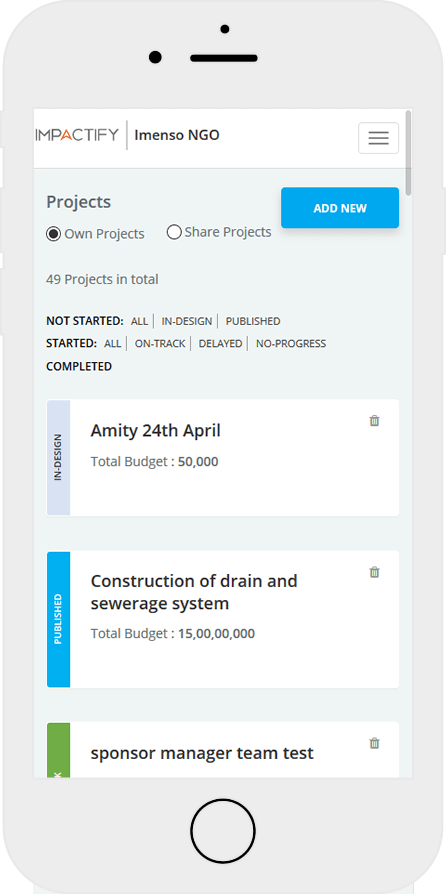 IMPACTIFY Imenso NGO
Projects
ADD NEW
Own Projects Share Projects
49 Projects in total
NOT STARTED: ALL IN-DESIGN PUBLISHED
STARTED: ALL ON-TRACK DELAYED NO-PROGRESS
COMPLETED
IN-DESIGN
Amity 24th April
Total Budget : 50,000
PUBLISHED
Construction of drain and
sewerage system
Total Budget : 15,00,00,000
sponsor manager team test